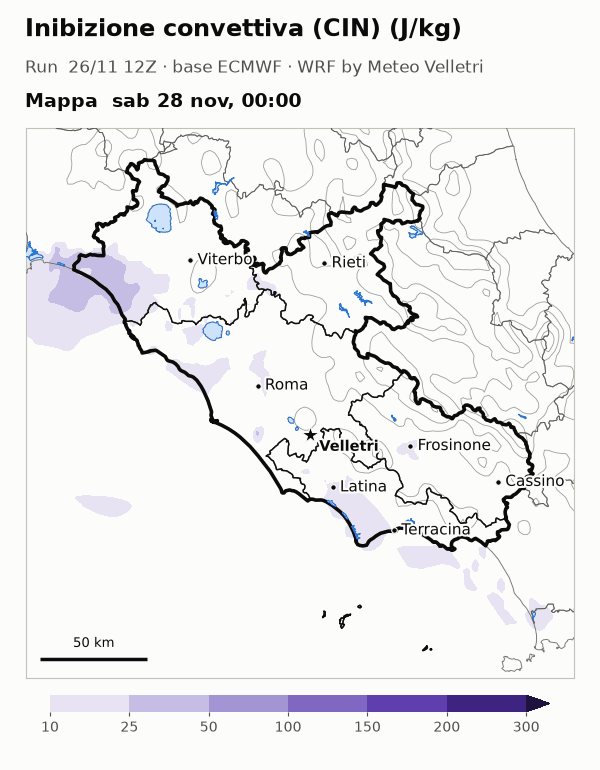 Inibizione convettiva (CIN) (J/kg)
Run  26/11 12Z · base ECMWF · WRF by Meteo Velletri
Mappa  sab 28 nov, 00:00
Viterbo
Rieti
Roma
Velletri
Frosinone
Cassino
Latina
Terracina
50 km
10 25 50 100 150 200 300